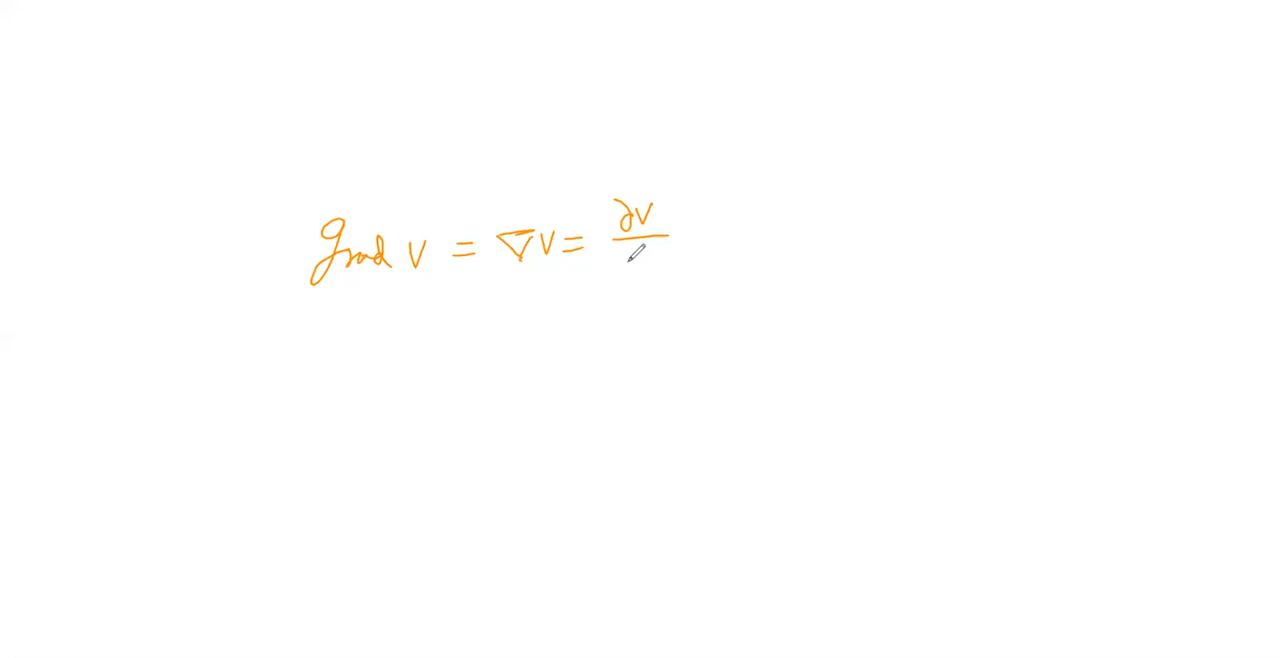 grad V = ∇V = ∂V/